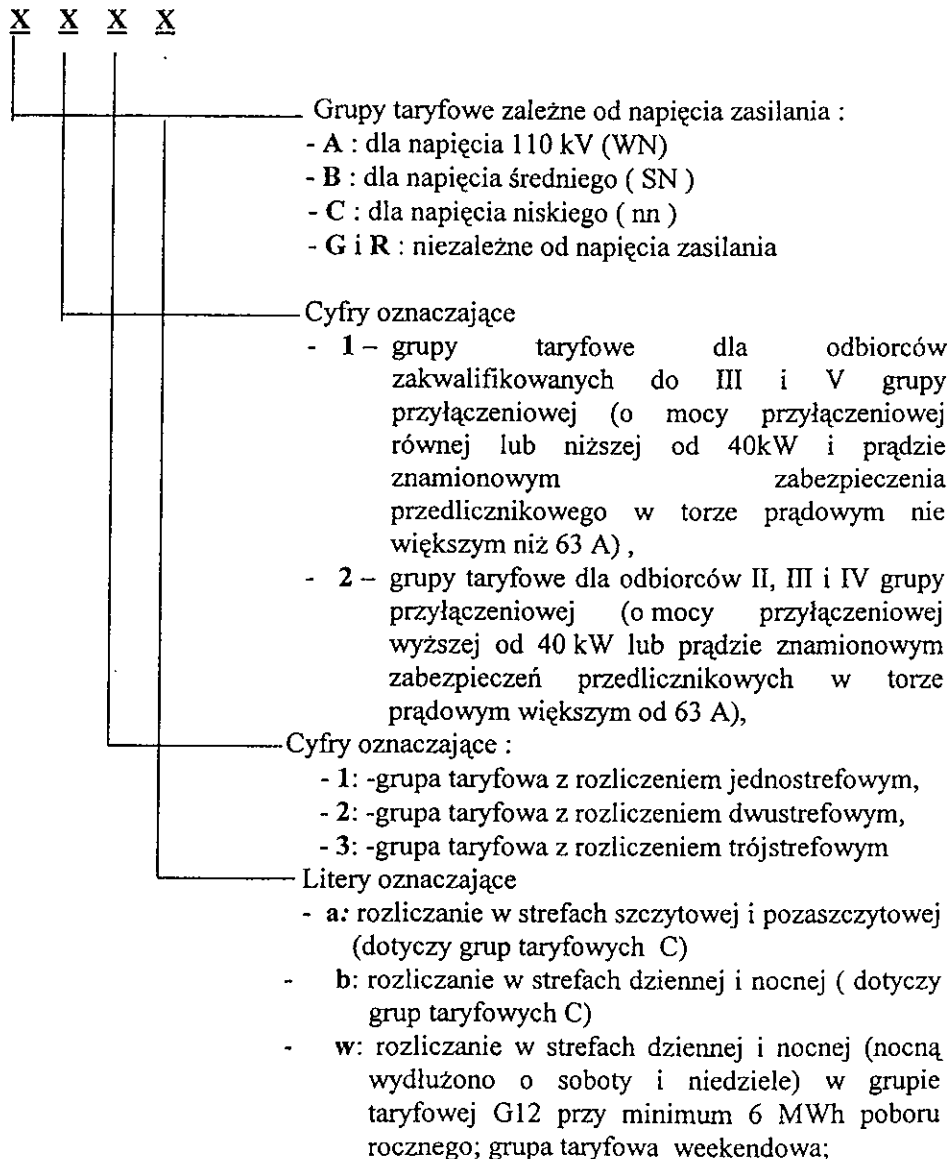 X X X X
Grupy taryfowe zależne od napięcia zasilania :
- A : dla napięcia 110 kV (WN)
- B : dla napięcia średniego ( SN )
- C : dla napięcia niskiego ( nn )
- G i R : niezależne od napięcia zasilania
Cyfry oznaczające
- 1 – grupy taryfowe dla odbiorców
zakwalifikowanych do III i V grupy
przyłączeniowej (o mocy przyłączeniowej
równej lub niższej od 40kW i prądzie
znamionowym zabezpieczenia
przedlicznikowego w torze prądowym nie
większym niż 63 A) ,
- 2 – grupy taryfowe dla odbiorców II, III i IV grupy
przyłączeniowej (o mocy przyłączeniowej
wyższej od 40 kW lub prądzie znamionowym
zabezpieczeń przedlicznikowych w torze
prądowym większym od 63 A),
Cyfry oznaczające :
- 1: -grupa taryfowa z rozliczeniem jednostrefowym,
- 2: -grupa taryfowa z rozliczeniem dwustrefowym,
- 3: -grupa taryfowa z rozliczeniem trójstrefowym
Litery oznaczające
- a: rozliczanie w strefach szczytowej i pozaszczytowej
(dotyczy grup taryfowych C)
- b: rozliczanie w strefach dziennej i nocnej ( dotyczy
grup taryfowych C)
- w: rozliczanie w strefach dziennej i nocnej (nocną
wydłużono o soboty i niedziele) w grupie
taryfowej G12 przy minimum 6 MWh poboru
rocznego; grupa taryfowa weekendowa;